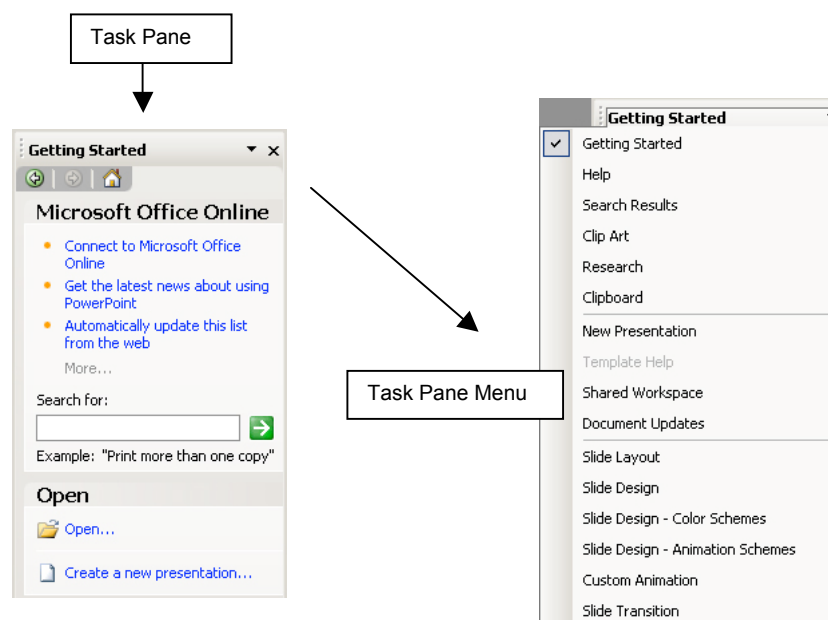 Task Pane
Getting Started
Microsoft Office Online
Connect to Microsoft Office
Online
Get the latest news about using
PowerPoint
Automatically update this list
from the web
More...
Search for:
Example: "Print more than one copy"
Open
Open...
Create a new presentation...
Task Pane Menu
Getting Started
Getting Started
Help
Search Results
Clip Art
Research
Clipboard
New Presentation
Template Help
Shared Workspace
Document Updates
Slide Layout
Slide Design
Slide Design - Color Schemes
Slide Design - Animation Schemes
Custom Animation
Slide Transition